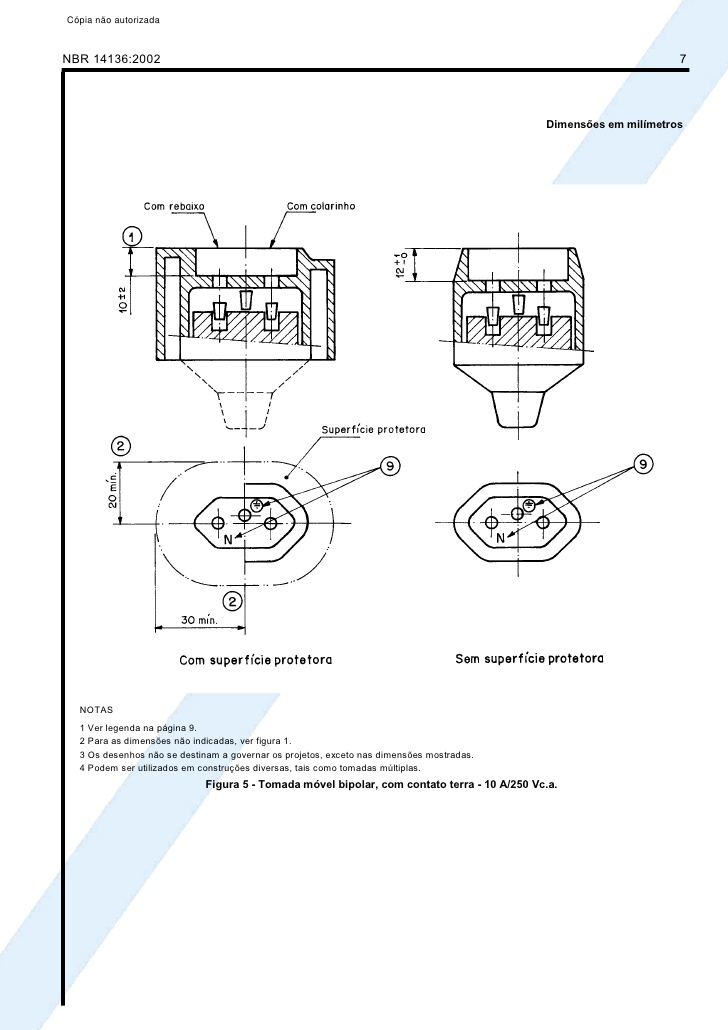 Cópia não autorizada
NBR 14136:2002 7
Dimensões em milímetros
Com rebaixo Com colarinho
1
10±2
12 +1 -0
Superfície protetora
2
9
9
20 mín.
N
N
2
30 mín.
Com superfície protetora
Sem superfície protetora
NOTAS
1 Ver legenda na página 9.
2 Para as dimensões não indicadas, ver figura 1.
3 Os desenhos não se destinam a governar os projetos, exceto nas dimensões mostradas.
4 Podem ser utilizados em construções diversas, tais como tomadas múltiplas.
Figura 5 - Tomada móvel bipolar, com contato terra - 10 A/250 Vc.a.